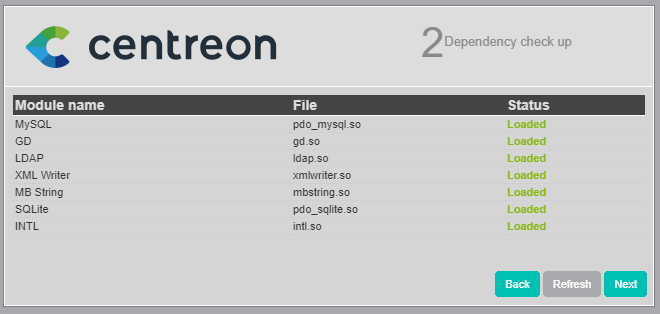 centreon
2 Dependency check up
Module name File Status
MySQL pdo_mysql.so Loaded
GD gd.so Loaded
LDAP ldap.so Loaded
XML Writer xmlwriter.so Loaded
MB String mbstring.so Loaded
SQLite pdo_sqlite.so Loaded
INTL intl.so Loaded
Back Refresh Next